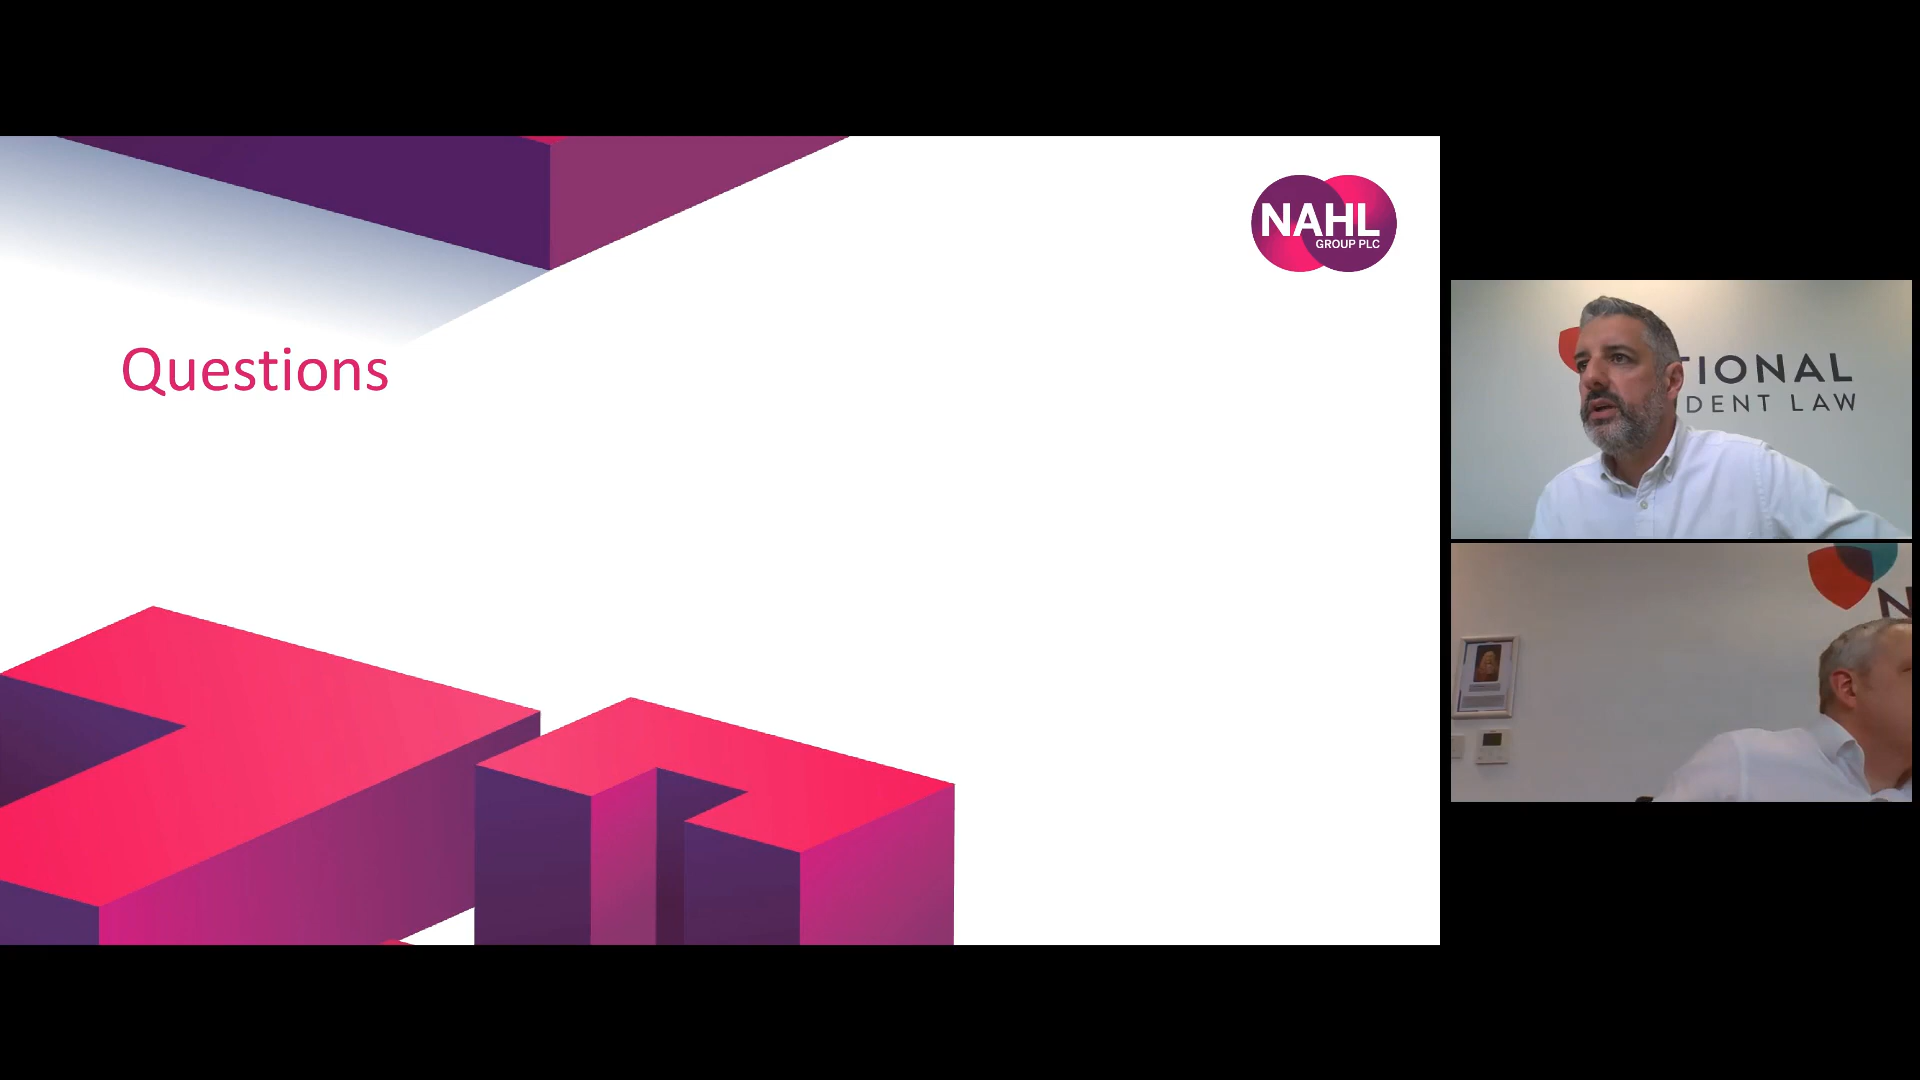 Questions
NAHL
GROUP PLC
TIONAL
DENT LAW
N